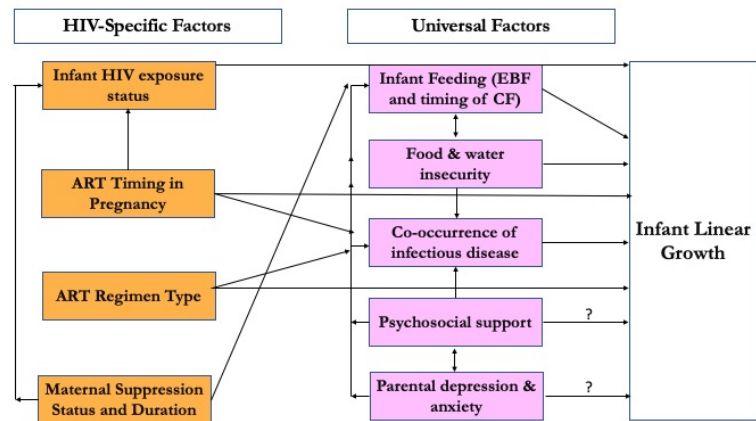 HIV-Specific Factors
Universal Factors
Infant HIV exposure
status
ART Timing in
Pregnancy
ART Regimen Type
Maternal Suppression
Status and Duration
Infant Feeding (EBF
and timing of CF)
Food & water
insecurity
Co-occurrence of
infectious disease
Psychosocial support
?
Parental depression &
anxiety
?
Infant Linear
Growth